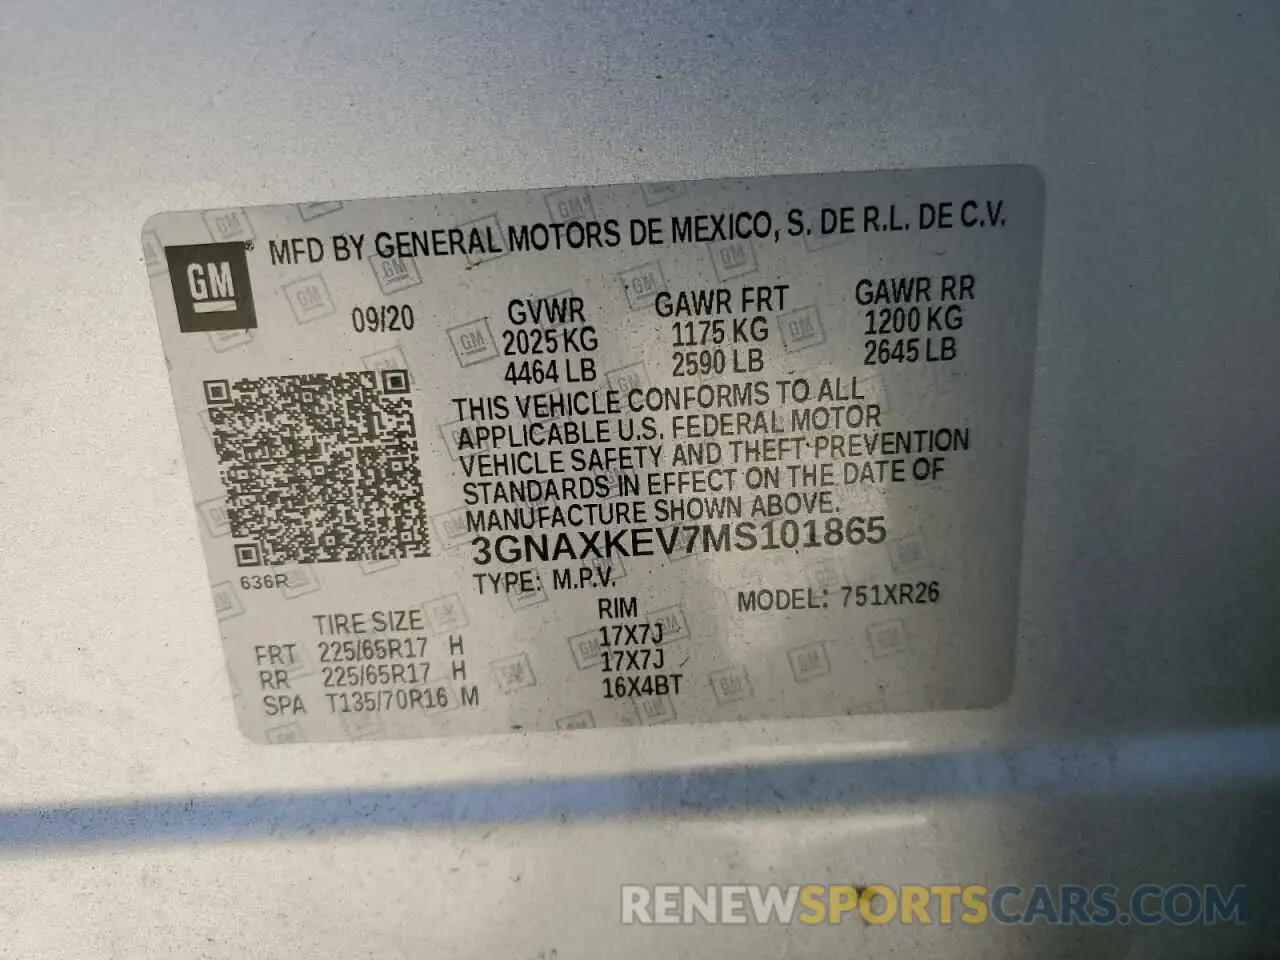 MFD BY GENERAL MOTORS DE MEXICO, S. DE R.L. DE C.V.
GM®
09/20
GVWR GAWR FRT GAWR RR
2025 KG 1175 KG 1200 KG
4464 LB 2590 LB 2645 LB
THIS VEHICLE CONFORMS TO ALL
APPLICABLE U.S. FEDERAL MOTOR
VEHICLE SAFETY AND THEFT PREVENTION
STANDARDS IN EFFECT ON THE DATE OF
MANUFACTURE SHOWN ABOVE.
3GNAXKEV7MS101865
636R
TYPE: M.P.V.
MODEL: 751XR26
TIRE SIZE RIM
FRT 225/65R17 H 17X7J
RR 225/65R17 H 17X7J
SPA T135/70R16 M 16X4BT
RENEWSPORTSCARS.COM